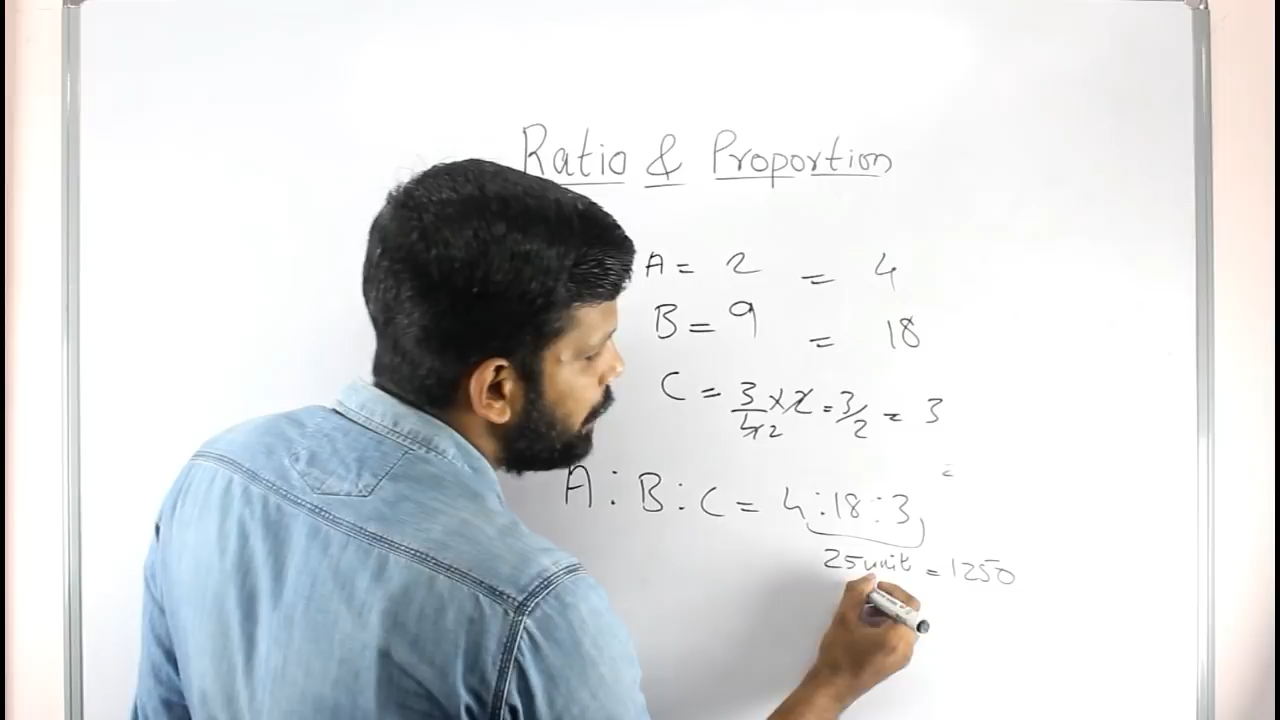 Ratio & Proportion
A = 2 = 4
B = 9 = 18
C = 3/4 × 2 = 3/2 = 3
A : B : C = 4 : 18 : 3
25 unit = 1250